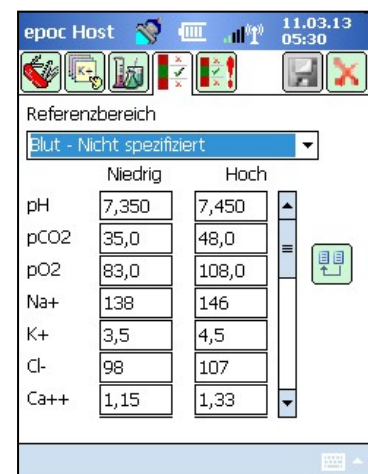 epoc Host 11.03.13
05:30
K+
Referenzbereich
Blut - Nicht spezifiziert
Niedrig Hoch
pH 7,350 7,450
pCO2 35,0 48,0
pO2 83,0 108,0
Na+ 138 146
K+ 3,5 4,5
Cl- 98 107
Ca++ 1,15 1,33